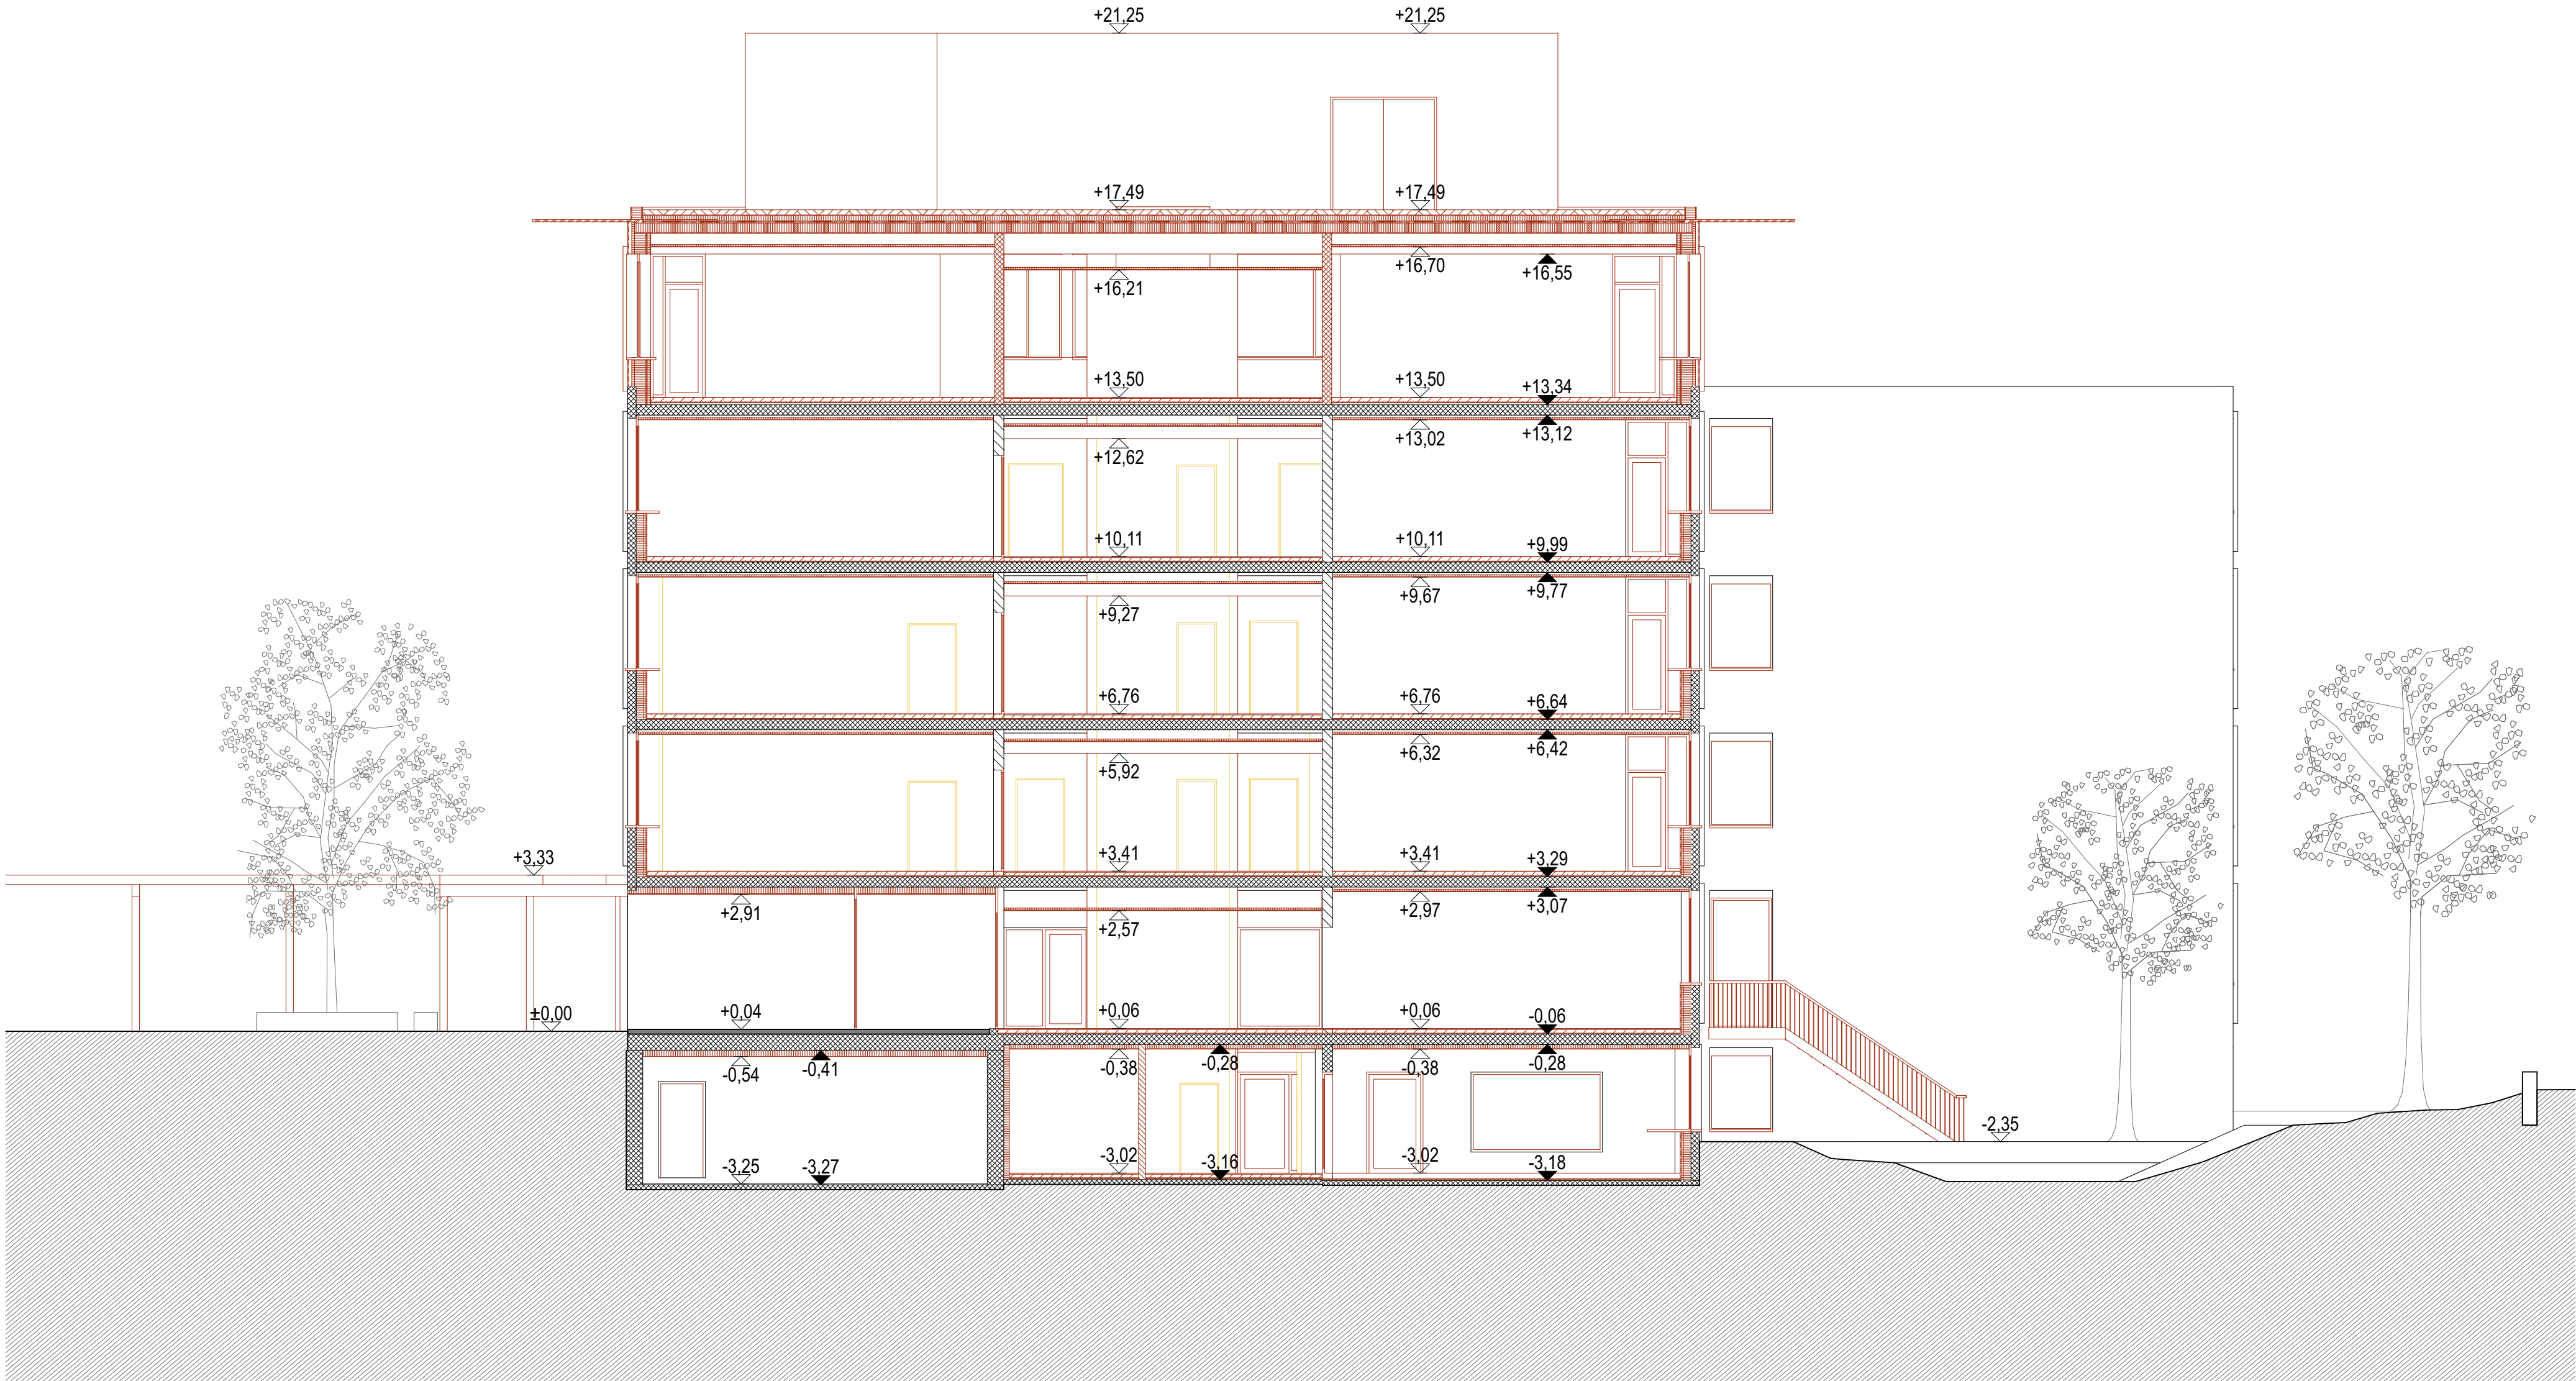 +21,25 +21,25
+17,49 +17,49
+16,70 +16,55
+16,21
+13,50 +13,50 +13,34
+13,02 +13,12
+12,62
+10,11 +10,11 +9,99
+9,67 +9,77
+9,27
+6,76 +6,76 +6,64
+6,32 +6,42
+5,92
+3,33 +3,41 +3,41 +3,29
+2,91 +2,97 +3,07
+2,57
±0,00 +0,04 +0,06 +0,06 -0,06
-0,54 -0,41 -0,38 -0,28 -0,38 -0,28
-2,35
-3,25 -3,27 -3,02 -3,16 -3,02 -3,18